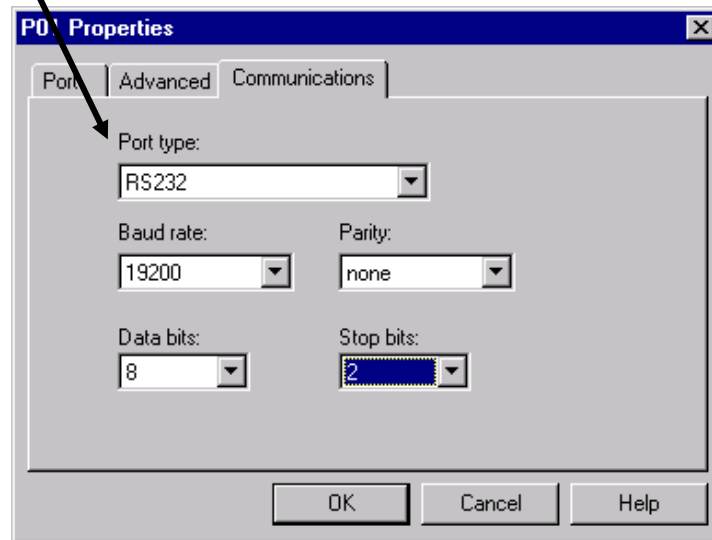 P01 Properties
Port Advanced Communications
Port type:
RS232
Baud rate: Parity:
19200 none
Data bits: Stop bits:
8 2
OK Cancel Help